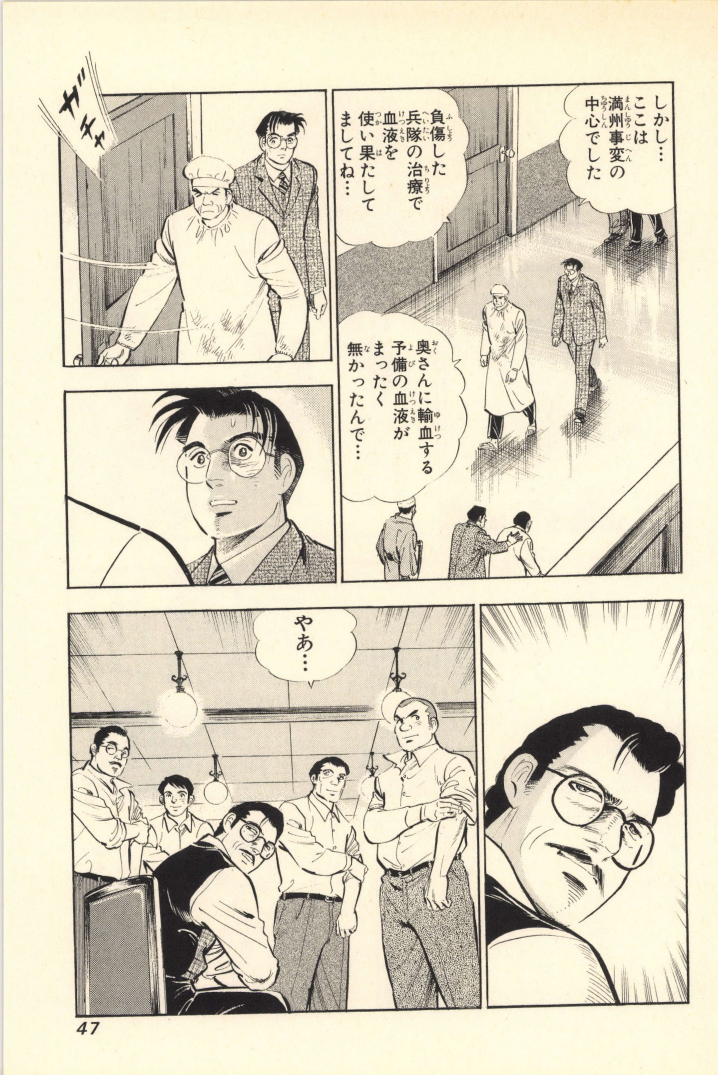 しかし…
ここは
満州事変の
中心でした
負傷した
兵隊の治療で
血液を
使い果たして
ましてね…
奥さんに輸血する
予備の血液が
まったく
無かったんで…
ガチャ
やあ…
47